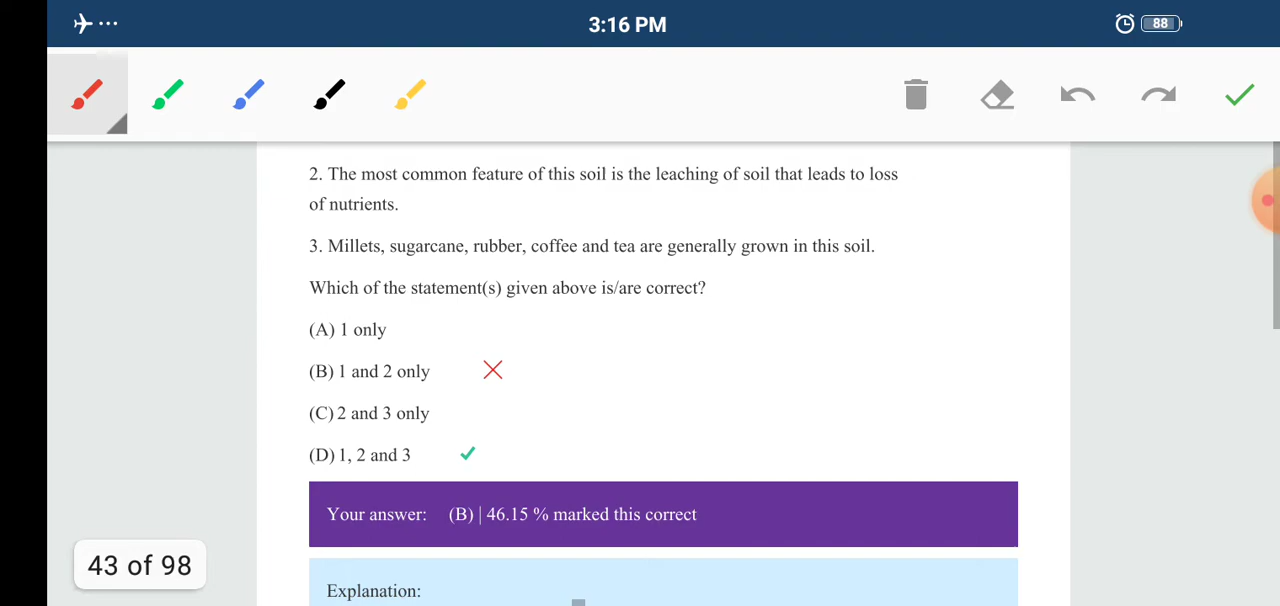 3:16 PM
88
2. The most common feature of this soil is the leaching of soil that leads to loss
of nutrients.
3. Millets, sugarcane, rubber, coffee and tea are generally grown in this soil.
Which of the statement(s) given above is/are correct?
(A) 1 only
(B) 1 and 2 only
(C) 2 and 3 only
(D) 1, 2 and 3
Your answer: (B) | 46.15 % marked this correct
43 of 98
Explanation: